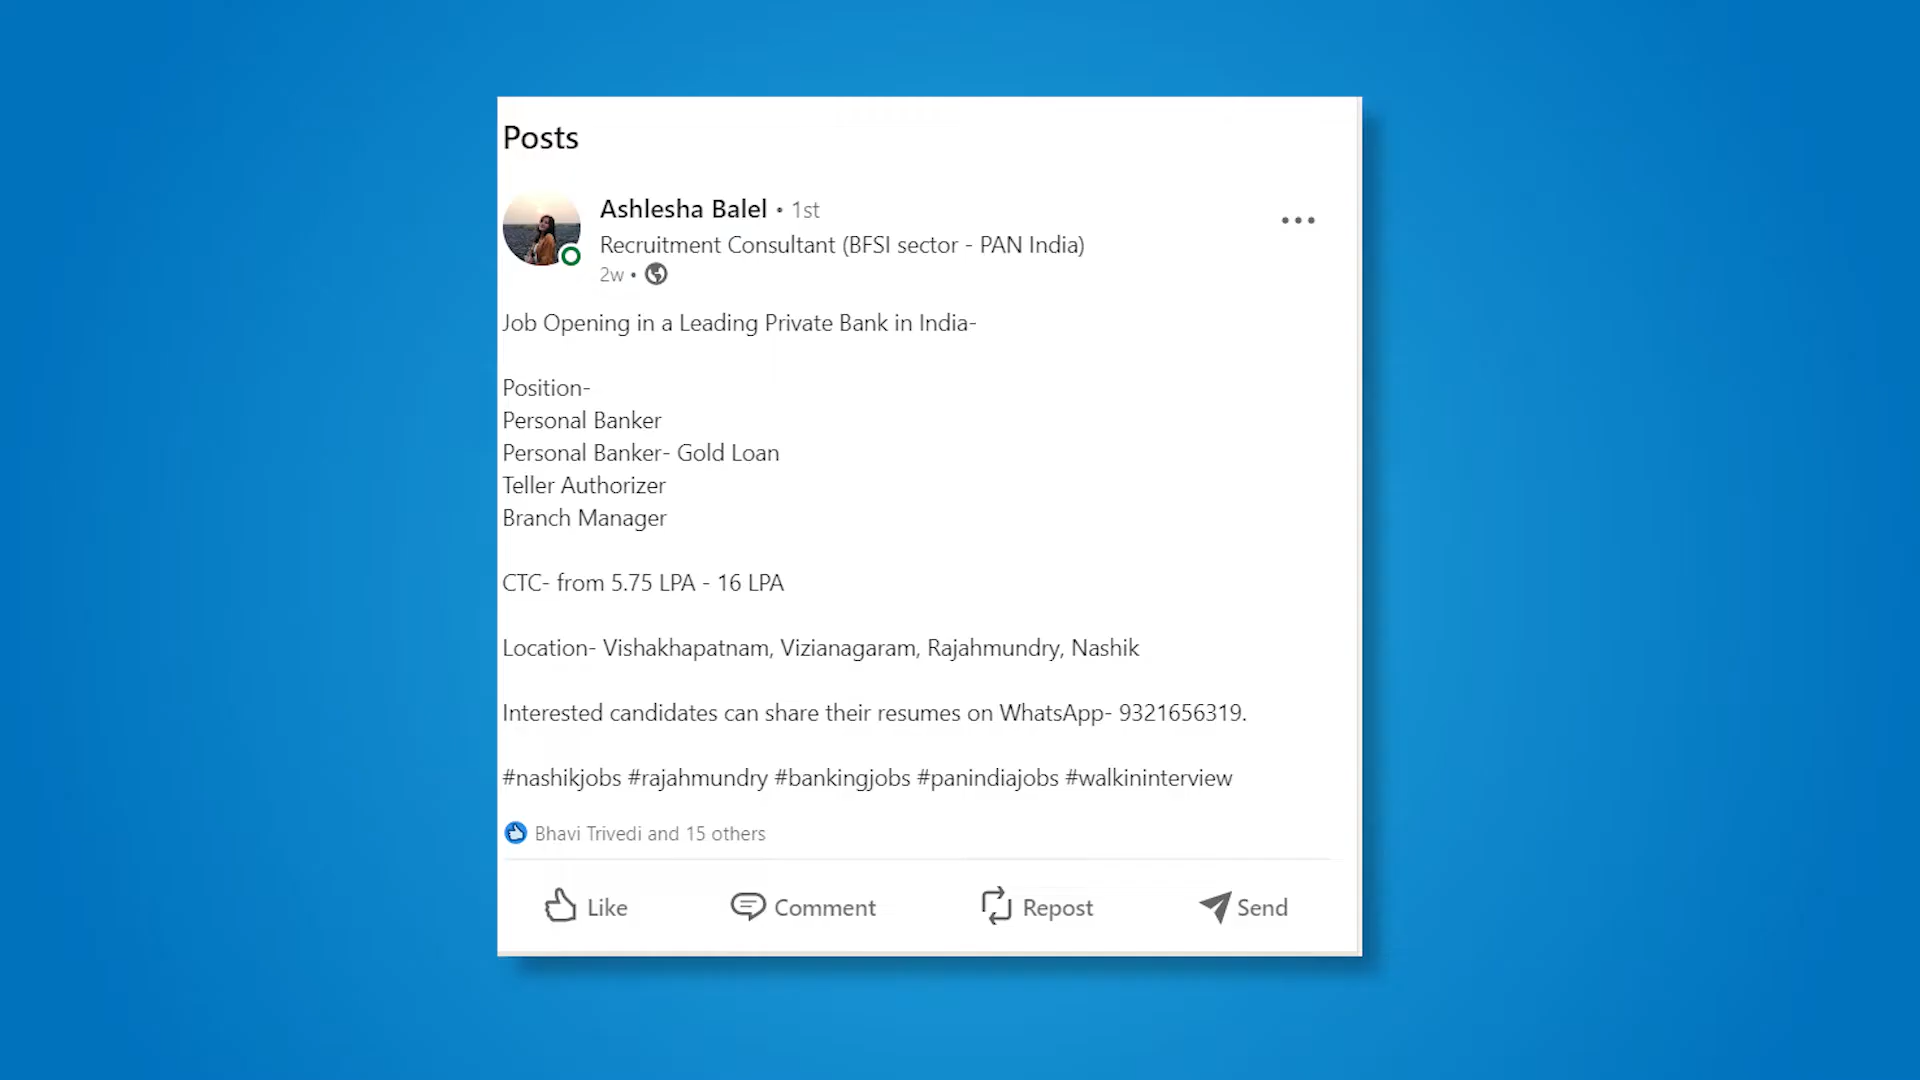 Posts
Ashlesha Balel • 1st
Recruitment Consultant (BFSI sector - PAN India)
2w •
Job Opening in a Leading Private Bank in India-
Position-
Personal Banker
Personal Banker- Gold Loan
Teller Authorizer
Branch Manager
CTC- from 5.75 LPA - 16 LPA
Location- Vishakhapatnam, Vizianagaram, Rajahmundry, Nashik
Interested candidates can share their resumes on WhatsApp- 9321656319.
#nashikjobs #rajahmundry #bankingjobs #panindiajobs #walkininterview
Bhavi Trivedi and 15 others
Like Comment Repost Send